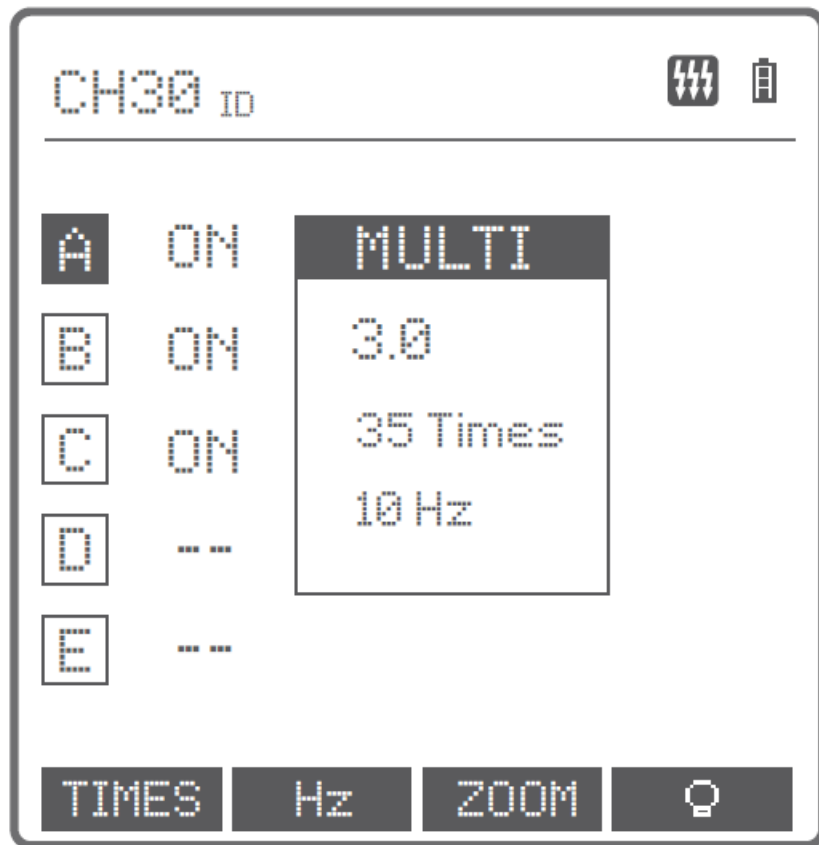 CH30 ID
A ON
B ON
C ON
D --
E --
MULTI
3.0
35 Times
10 Hz
TIMES Hz ZOOM